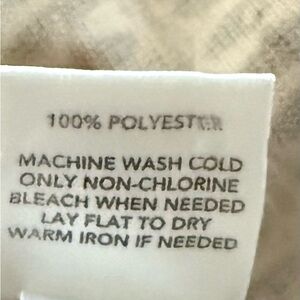 100% POLYESTER
MACHINE WASH COLD
ONLY NON-CHLORINE
BLEACH WHEN NEEDED
LAY FLAT TO DRY
WARM IRON IF NEEDED